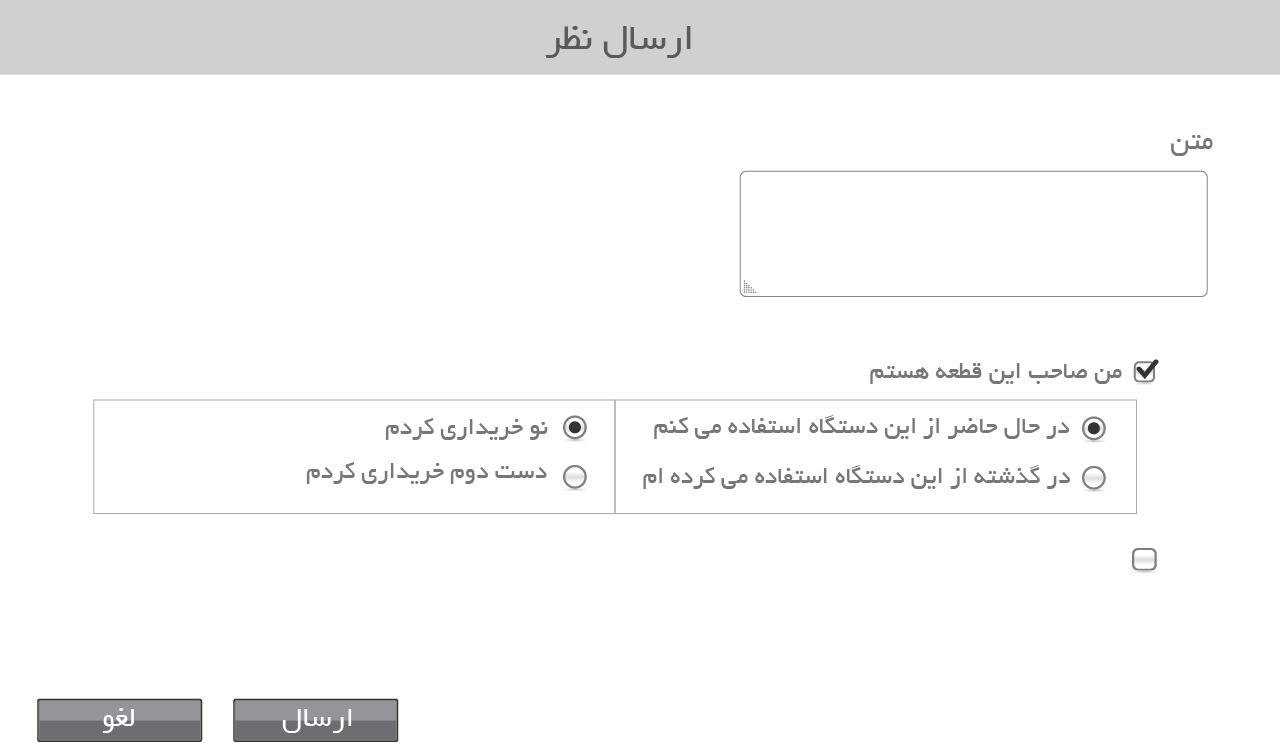 ارسال نظر
متن
من صاحب این قطعه هستم
در حال حاضر از این دستگاه استفاده می کنم
نو خریداری کردم
در گذشته از این دستگاه استفاده می کرده ام
دست دوم خریداری کردم
ارسال
لغو